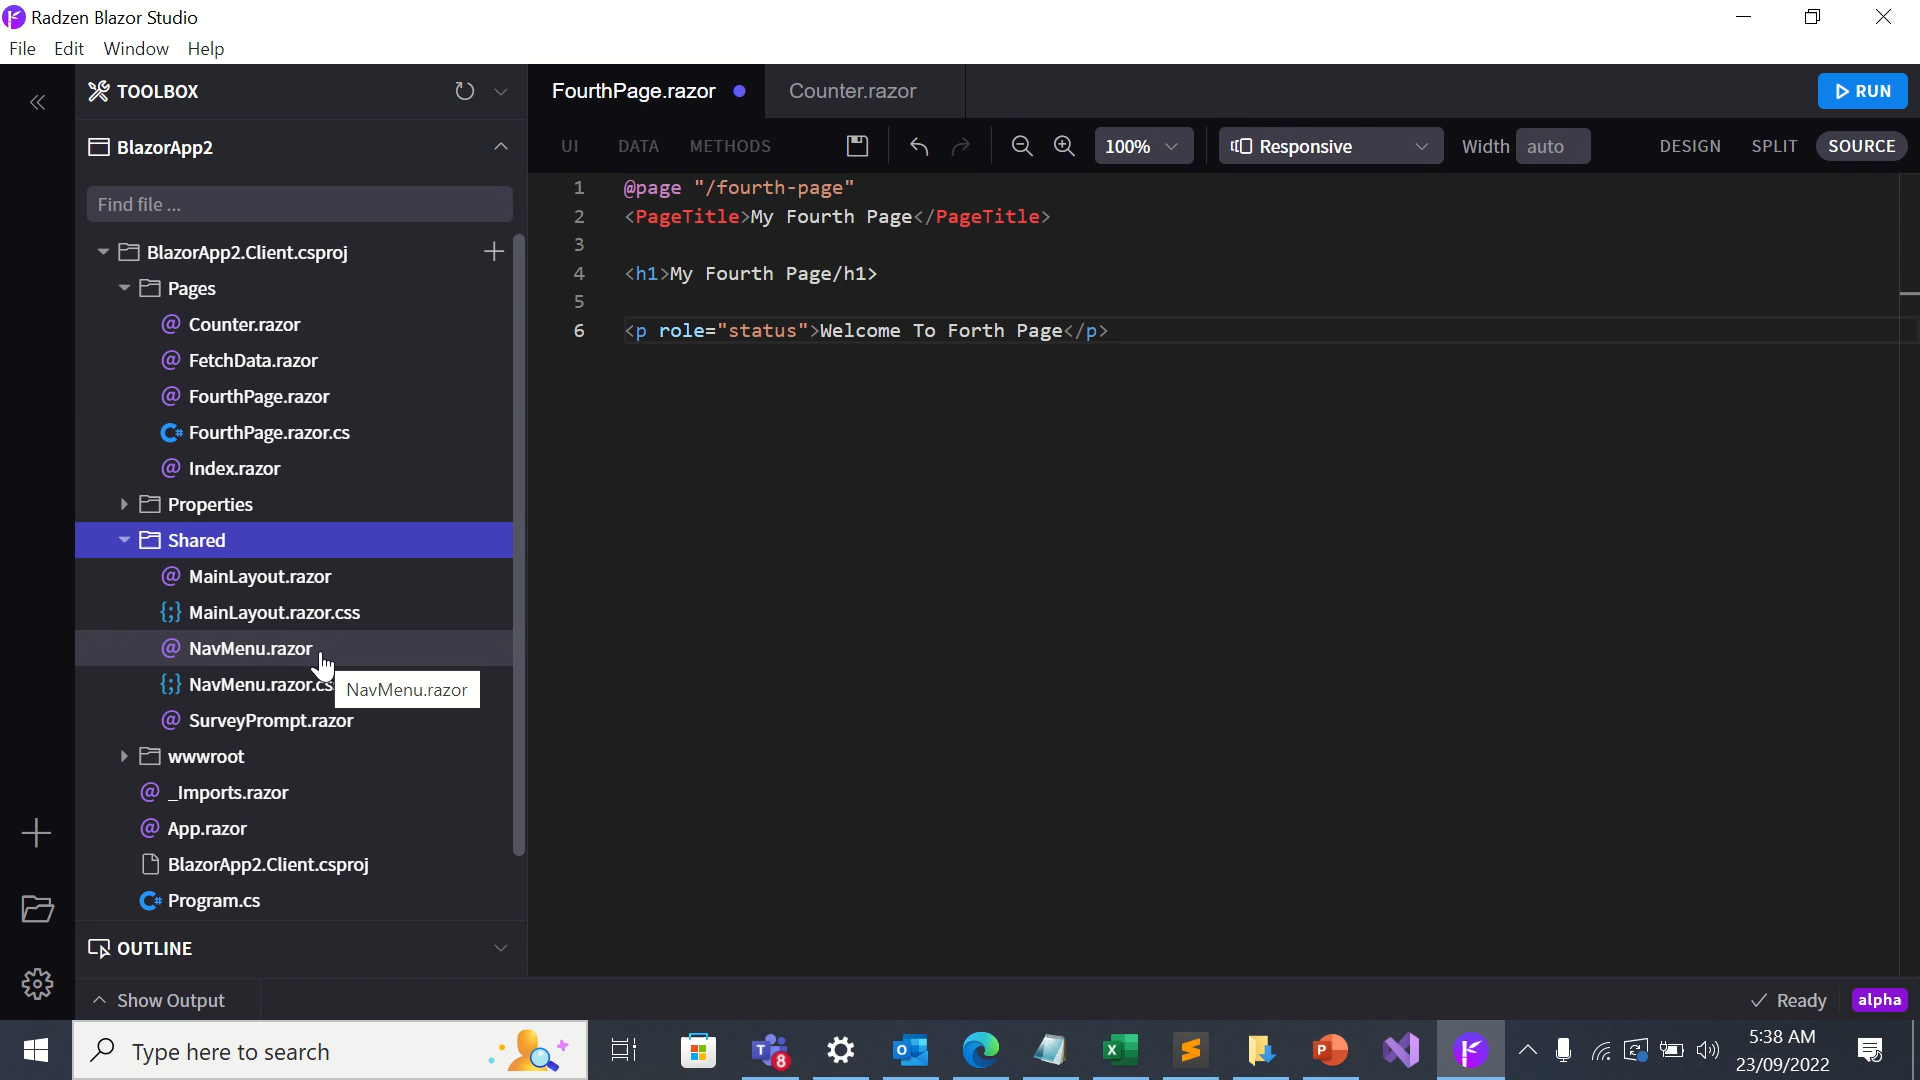 Radzen Blazor Studio
File Edit Window Help
TOOLBOX
BlazorApp2
Find file ...
BlazorApp2.Client.csproj
Pages
Counter.razor
FetchData.razor
FourthPage.razor
FourthPage.razor.cs
Index.razor
Properties
Shared
MainLayout.razor
MainLayout.razor.css
NavMenu.razor
NavMenu.razor.cs
NavMenu.razor
SurveyPrompt.razor
wwwroot
_Imports.razor
App.razor
BlazorApp2.Client.csproj
Program.cs
OUTLINE
Show Output
FourthPage.razor Counter.razor
RUN
UI DATA METHODS 100% Responsive Width auto DESIGN SPLIT SOURCE
1 @page "/fourth-page"
2 <PageTitle>My Fourth Page</PageTitle>
3
4 <h1>My Fourth Page/h1>
5
6 <p role="status">Welcome To Forth Page</p>
Ready alpha
Type here to search
8
5:38 AM
23/09/2022